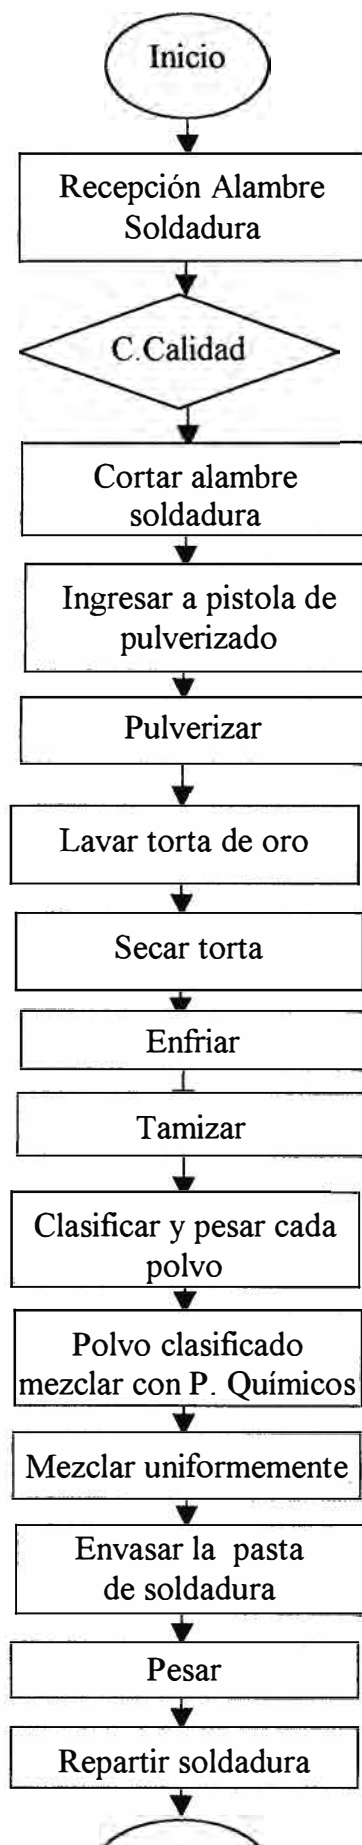 Inicio
Recepción Alambre
Soldadura
C.Calidad
Cortar alambre
soldadura
Ingresar a pistola de
pulverizado
Pulverizar
Lavar torta de oro
Secar torta
Enfriar
Tamizar
Clasificar y pesar cada
polvo
Polvo clasificado
mezclar con P. Químicos
Mezclar uniformemente
Envasar la pasta
de soldadura
Pesar
Repartir soldadura